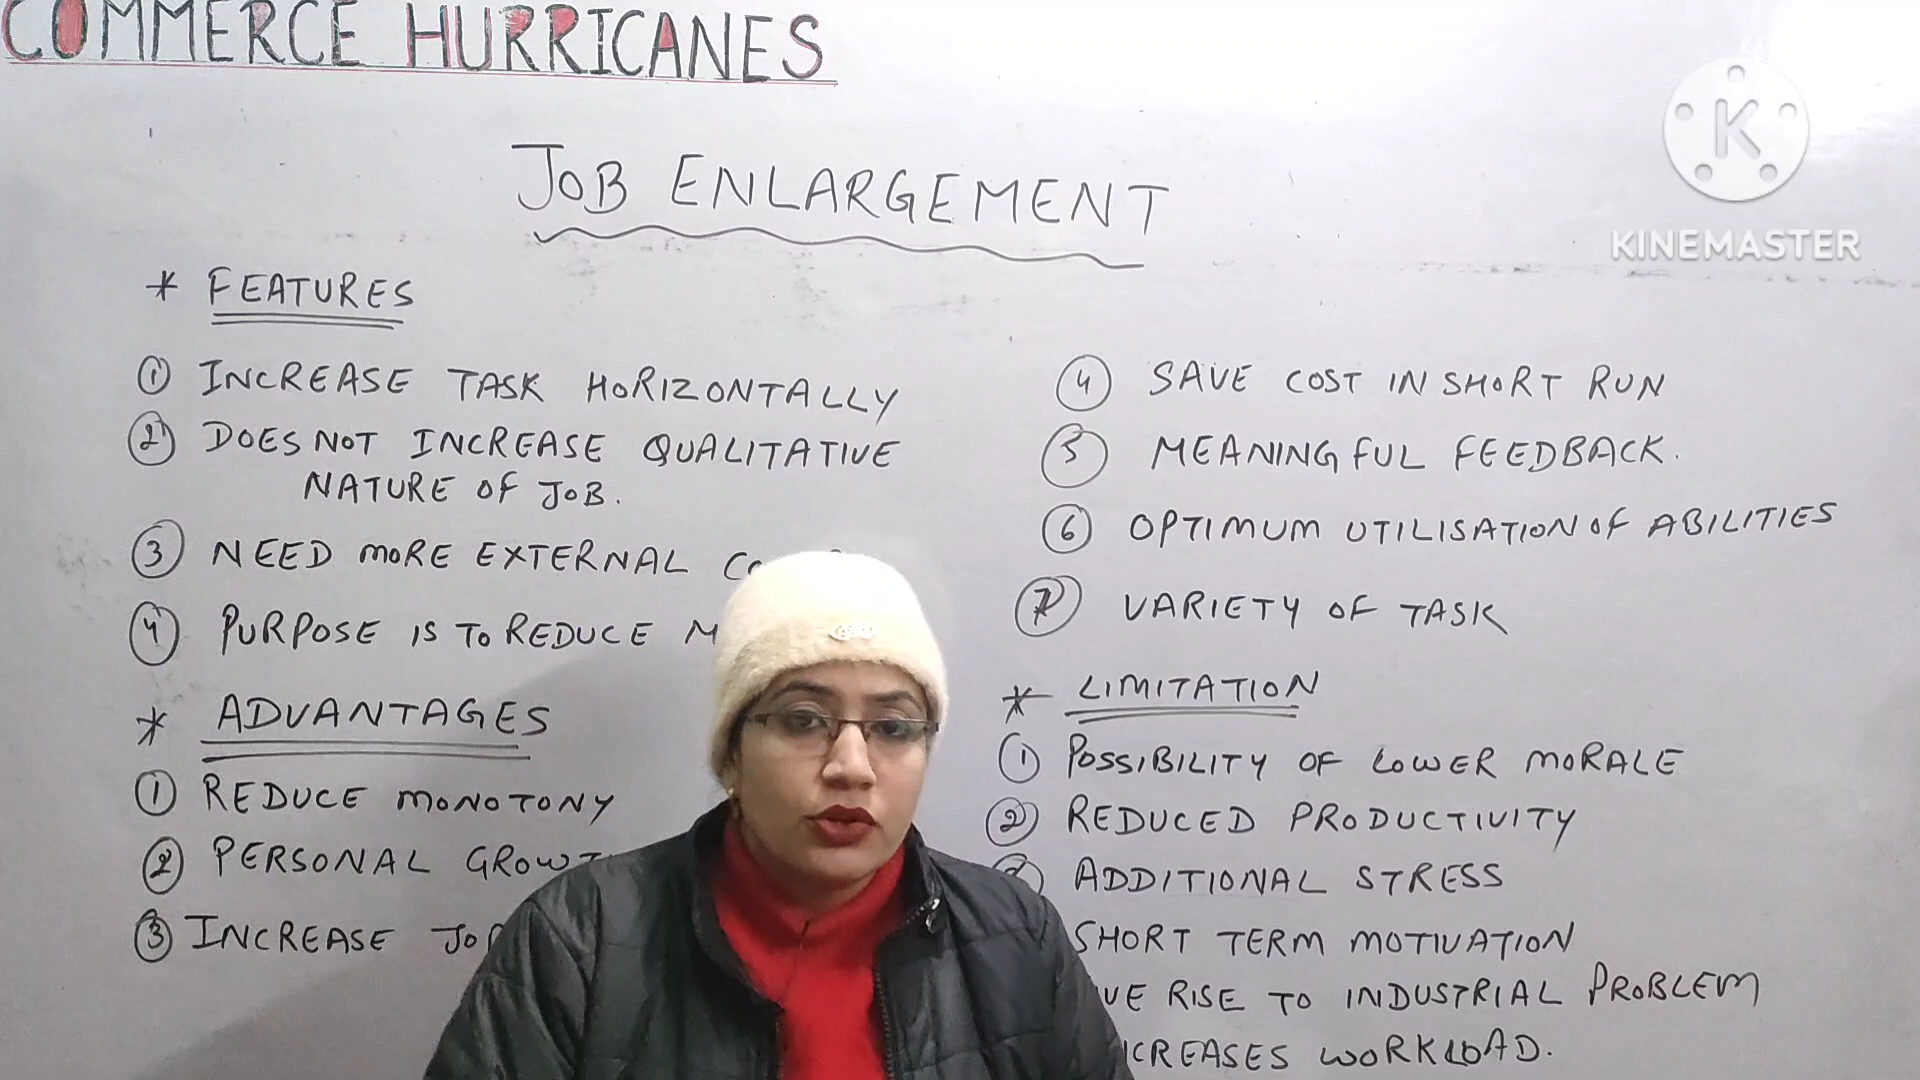 COMMERCE HURRICANES
K
KINEMASTER
JOB ENLARGEMENT
* FEATURES
① INCREASE TASK HORIZONTALLY
② DOES NOT INCREASE QUALITATIVE
NATURE OF JOB.
③ NEED MORE EXTERNAL
④ PURPOSE IS TO REDUCE
* ADVANTAGES
① REDUCE MONOTONY
② PERSONAL
③ INCREASE
④ SAVE COST IN SHORT RUN
⑤ MEANINGFUL FEEDBACK.
⑥ OPTIMUM UTILISATION OF ABILITIES
⑦ VARIETY OF TASK
* LIMITATION
① POSSIBILITY OF LOWER MORALE
② REDUCED PRODUCTIVITY
ADDITIONAL STRESS
SHORT TERM MOTIVATION
RISE TO INDUSTRIAL PROBLEM
WORKLOAD.